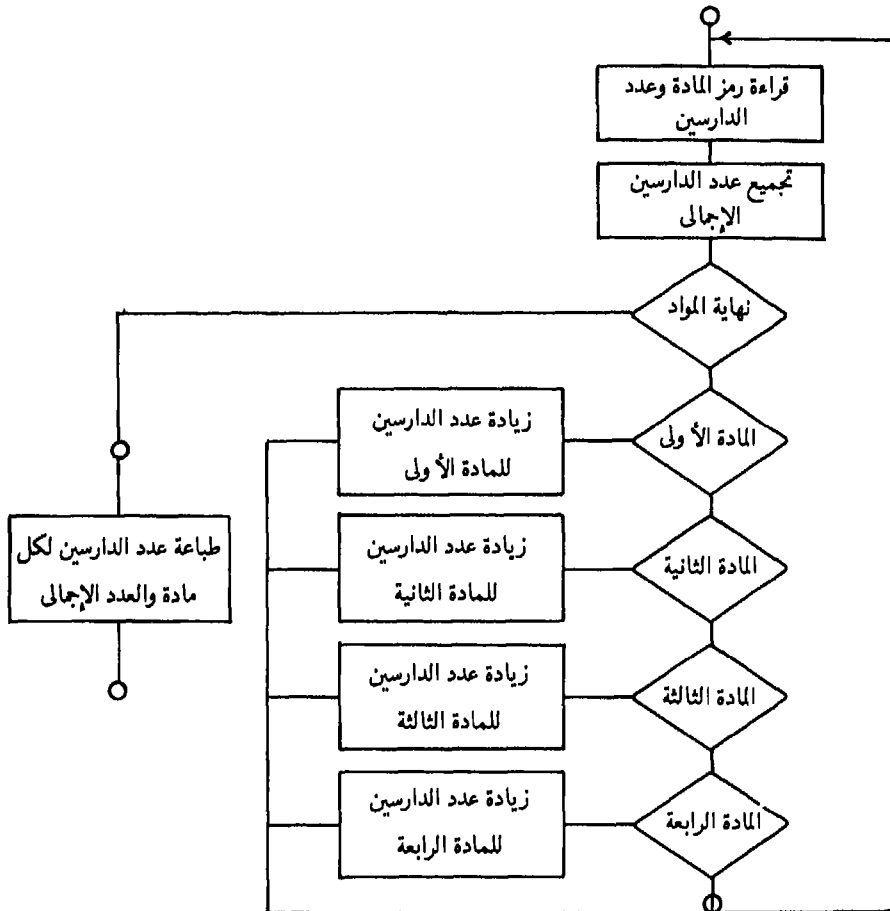 قراءة رمز المادة وعدد
الدارسين
تجميع عدد الدارسين
الإجمالى
نهاية المواد
المادة الأولى
زيادة عدد الدارسين
للمادة الأولى
طباعة عدد الدارسين لكل
مادة والعدد الإجمالى
المادة الثانية
زيادة عدد الدارسين
للمادة الثانية
المادة الثالثة
زيادة عدد الدارسين
للمادة الثالثة
المادة الرابعة
زيادة عدد الدارسين
للمادة الرابعة